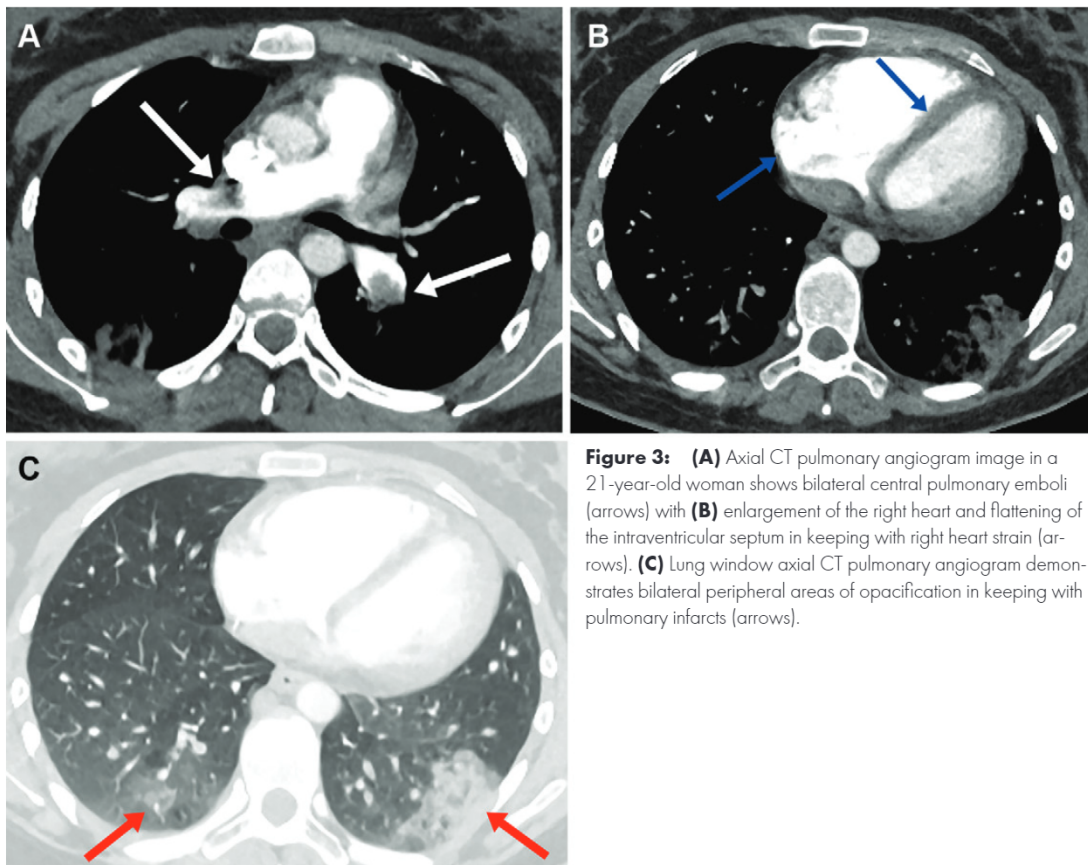 A
B
C
Figure 3: (A) Axial CT pulmonary angiogram image in a
21-year-old woman shows bilateral central pulmonary emboli
(arrows) with (B) enlargement of the right heart and flattening of
the intraventricular septum in keeping with right heart strain (ar-
rows). (C) Lung window axial CT pulmonary angiogram demon-
strates bilateral peripheral areas of opacification in keeping with
pulmonary infarcts (arrows).